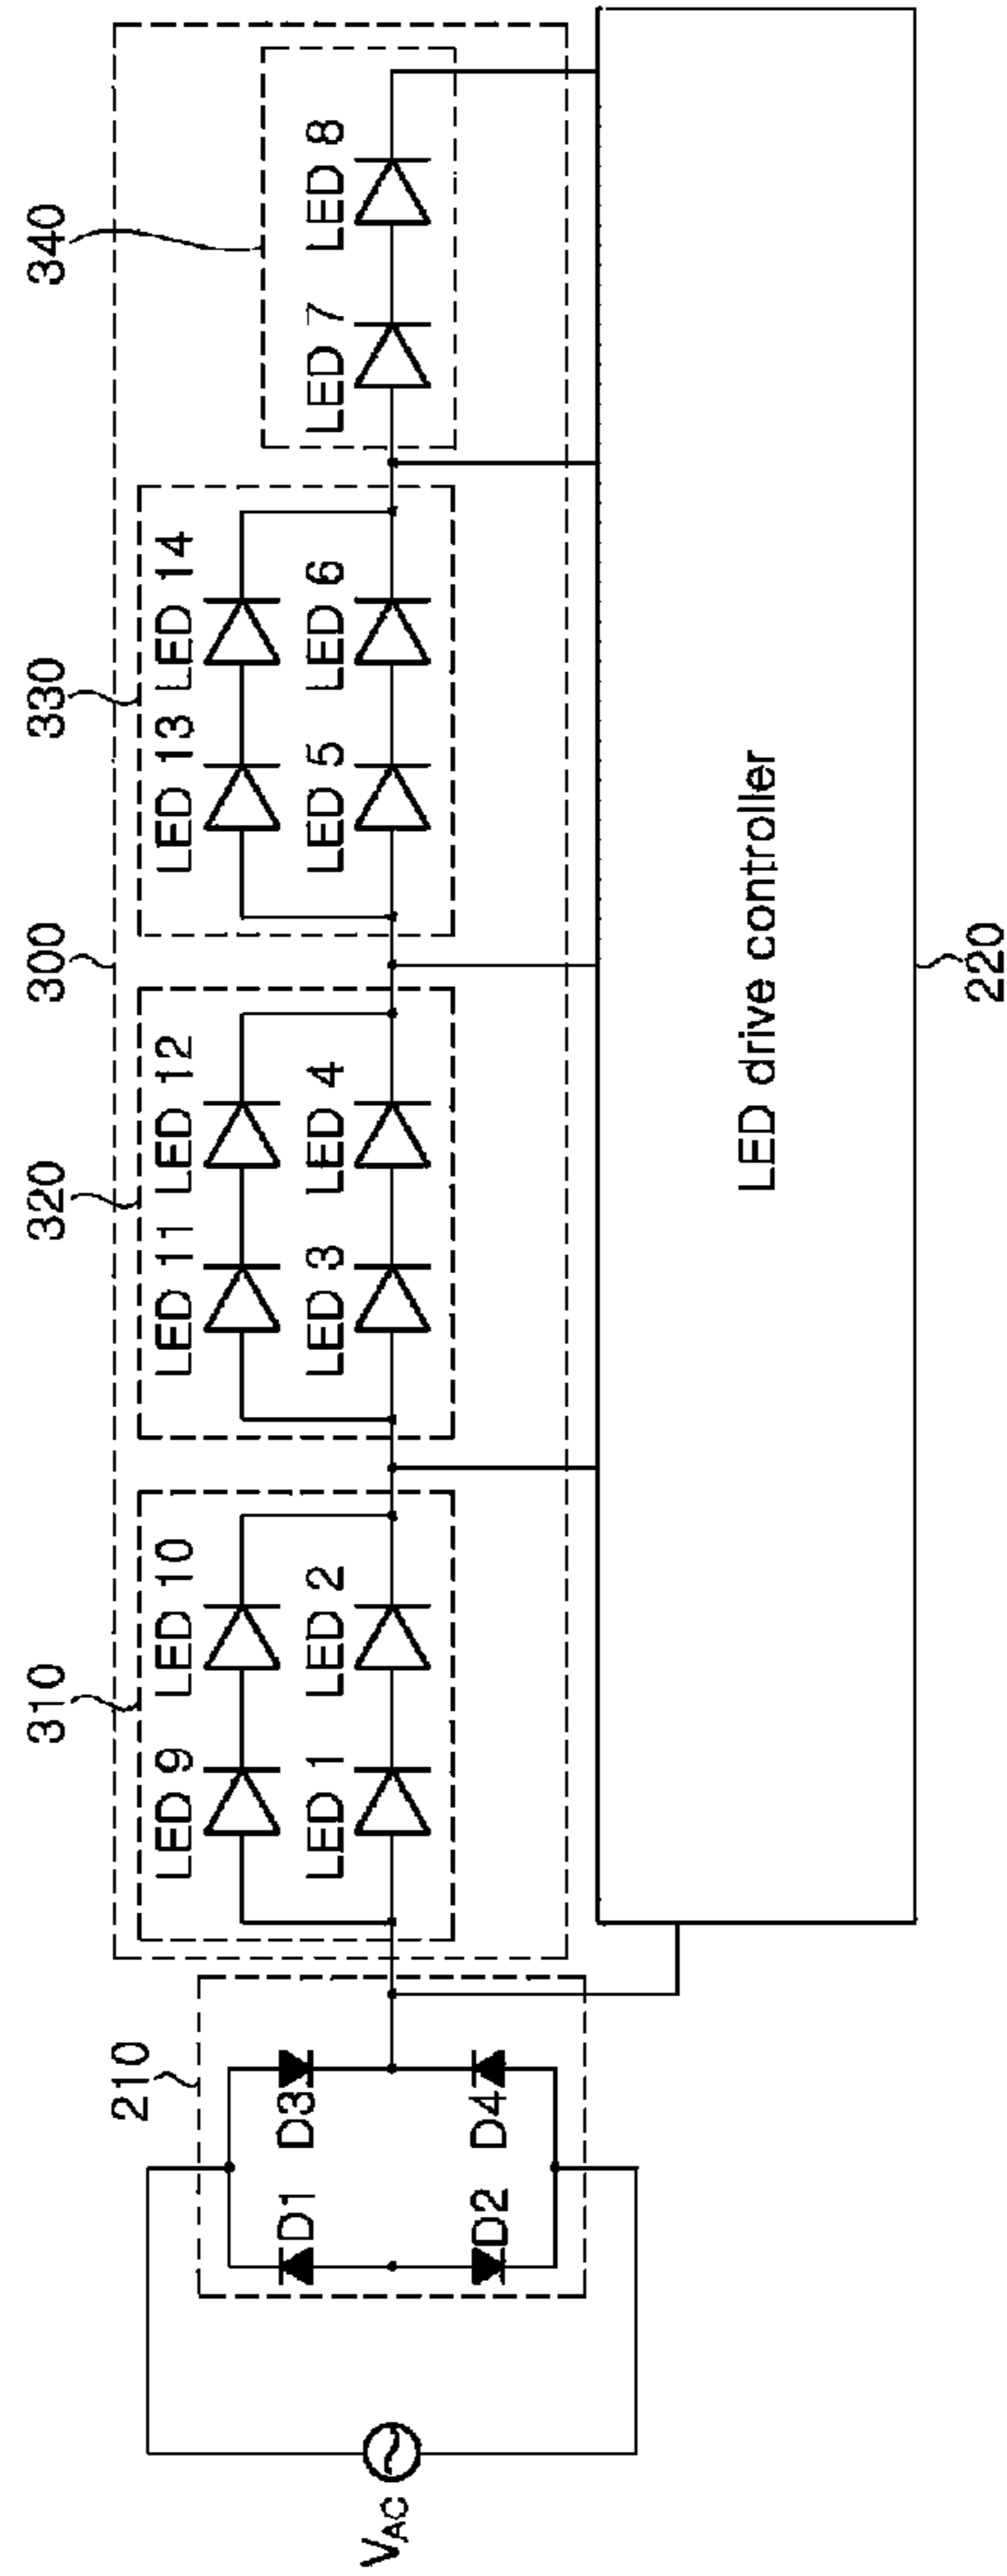 300
310
320
330
340
LED 9
LED 10
LED 11
LED 12
LED 13
LED 14
LED 1
LED 2
LED 3
LED 4
LED 5
LED 6
LED 7
LED 8
210
D1
D3
D2
D4
VAC
LED drive controller
220